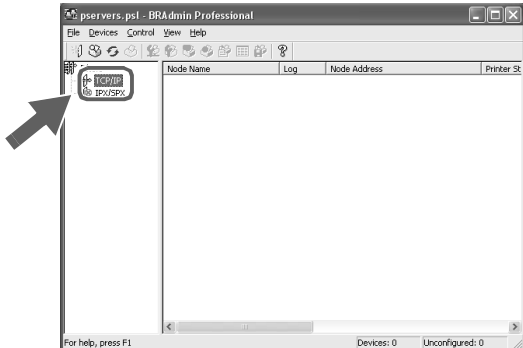 pservers.psl - BRAdmin Professional
File Devices Control View Help
Node Name Log Node Address Printer St
TCP/IP
IPX/SPX
For help, press F1 Devices: 0 Unconfigured: 0